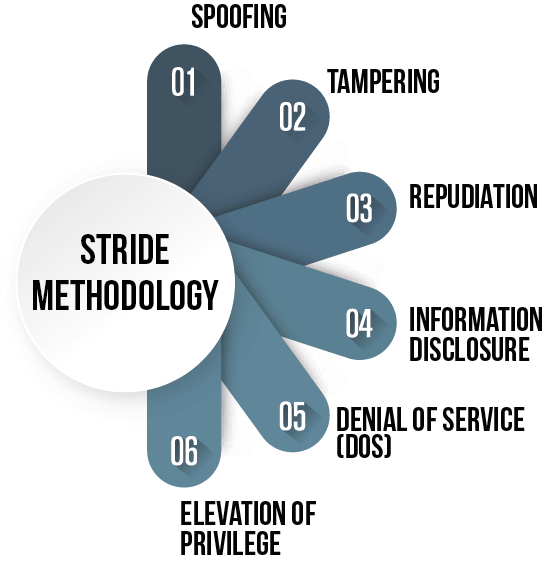 SPOOFING
01
TAMPERING
02
REPUDIATION
03
STRIDE
METHODOLOGY
INFORMATION
DISCLOSURE
04
DENIAL OF SERVICE
(DOS)
05
06
ELEVATION OF
PRIVILEGE